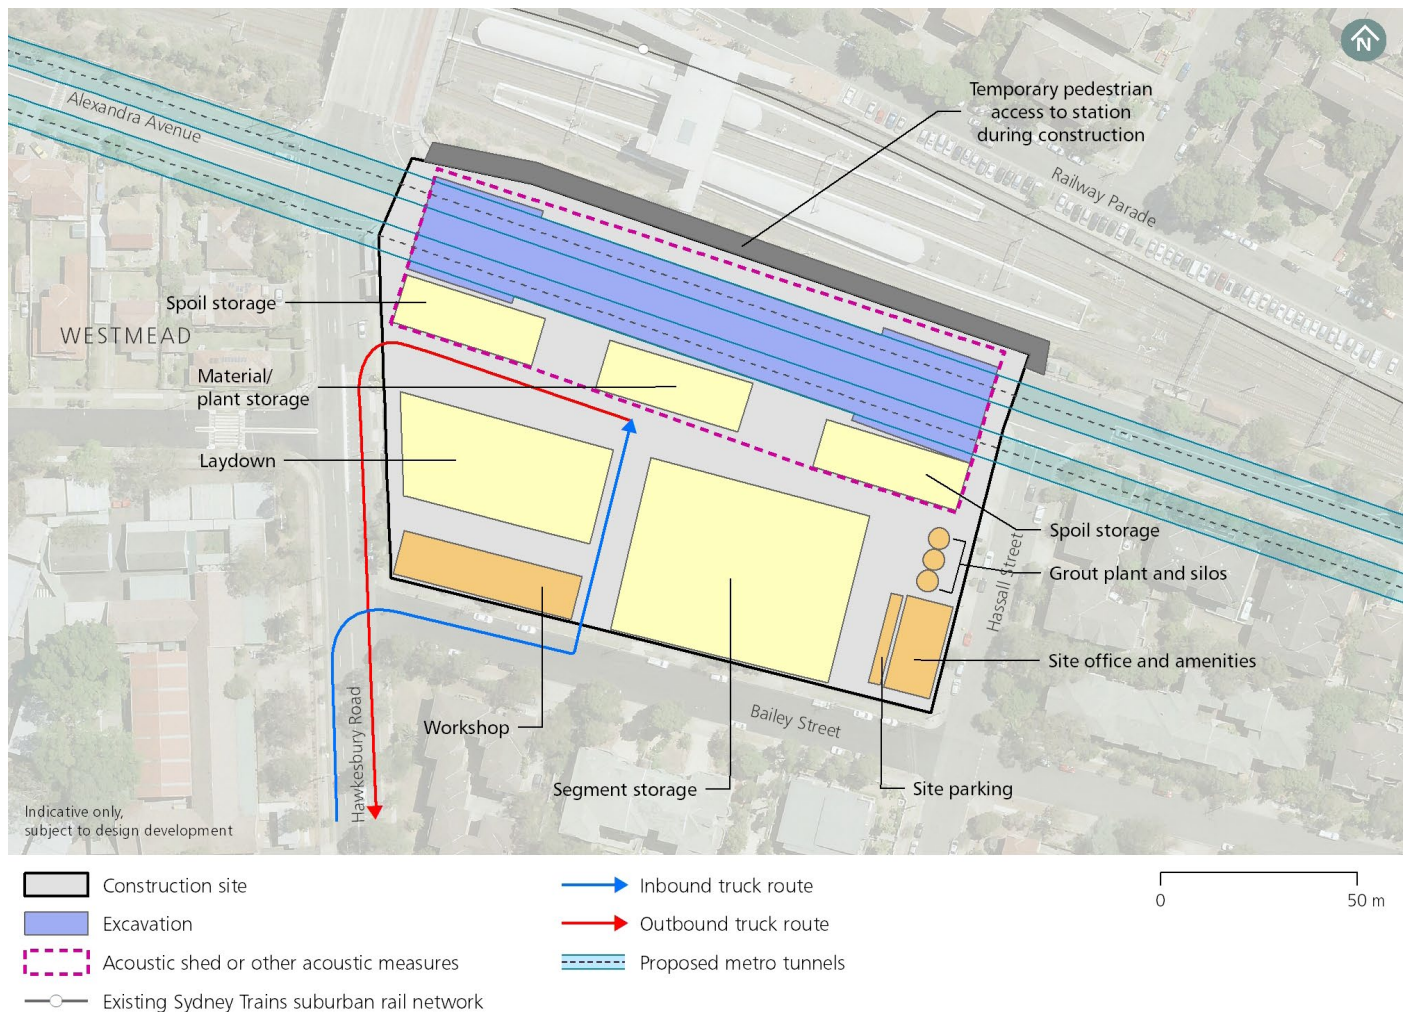 N
Temporary pedestrian
access to station
during construction
Alexandra Avenue
Railway Parade
Spoil storage
WESTMEAD
Material/
plant storage
Laydown
Spoil storage
Grout plant and silos
Hassall Street
Site office and amenities
Hawkesbury Road
Workshop
Bailey Street
Segment storage
Site parking
Indicative only,
subject to design development
Construction site
Excavation
Acoustic shed or other acoustic measures
Existing Sydney Trains suburban rail network
Inbound truck route
Outbound truck route
Proposed metro tunnels
0
50 m